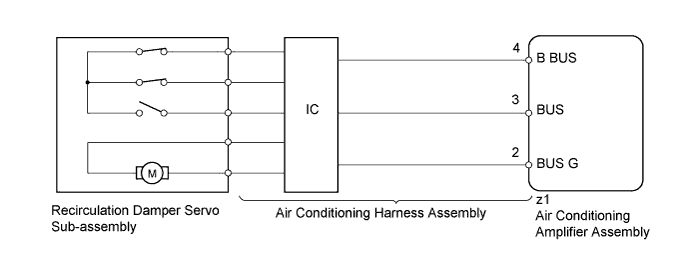 4
B BUS
3
IC
BUS
2
M
BUS G
z1
Recirculation Damper Servo
Sub-assembly
Air Conditioning Harness Assembly
Air Conditioning
Amplifier Assembly